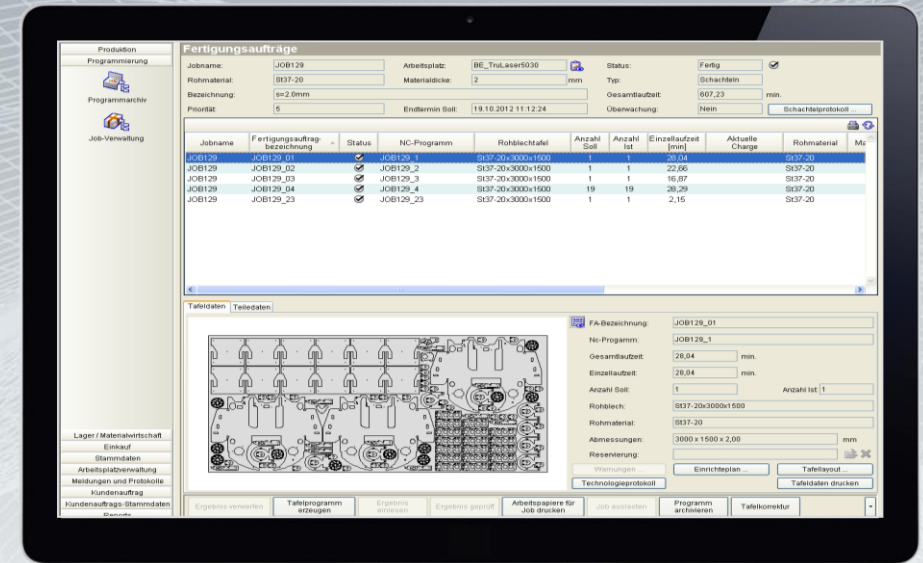 Produktion
Programmierung
Programmarchiv
Job-Verwaltung
Lager / Materialwirtschaft
Einkauf
Stammdaten
Arbeitsplatzverwaltung
Meldungen und Protokolle
Kundenauftrag
Kundenauftrags-Stammdaten
Reports
Fertigungsaufträge
Jobname: JOB129 Arbeitsplatz: BE_TruLaser5030 Status: Fertig
Rohmaterial: St37-20 Materialdicke: 2 mm Typ: Schachteln
Bezeichnung: s=2.0mm Gesamtlaufzeit: 607,23 min.
Priorität: 5 Endtermin Soll: 19.10.2012 11:12:24 Überwachung: Nein Schachtelprotokoll ...
Jobname Fertigungsauftrag-bezeichnung Status NC-Programm Rohblechtafel Anzahl Soll Anzahl Ist Einzellaufzeit [min] Aktuelle Charge Rohmaterial Ma
JOB129 JOB129_01 JOB129_1 St37-20x3000x1500 1 1 28,04 St37-20
JOB129 JOB129_02 JOB129_2 St37-20x3000x1500 1 1 22,66 St37-20
JOB129 JOB129_03 JOB129_3 St37-20x3000x1500 1 1 16,87 St37-20
JOB129 JOB129_04 JOB129_4 St37-20x3000x1500 19 19 28,29 St37-20
JOB129 JOB129_23 JOB129_23 St37-20x3000x1500 1 1 2,15 St37-20
Tafeldaten Teiledaten
FA-Bezeichnung: JOB129_01
Nc-Progamm: JOB129_1
Gesamtlaufzeit: 28,04 min.
Einzellaufzeit: 28,04 min.
Anzahl Soll: 1 Anzahl Ist: 1
Rohblech: St37-20x3000x1500
Rohmaterial: St37-20
Abmessungen: 3000 x 1500 x 2,00 mm
Reservierung:
Warnungen ... Einrichteplan ... Tafellayout ...
Technologieprotokoll Tafeldaten drucken
Ergebnis verwerfen Tafelprogramm erzeugen Ergebnis einlesen Ergebnis geprüft Arbeitspapiere für Job drucken Job austasten Programm archivieren Tafelkorrektur